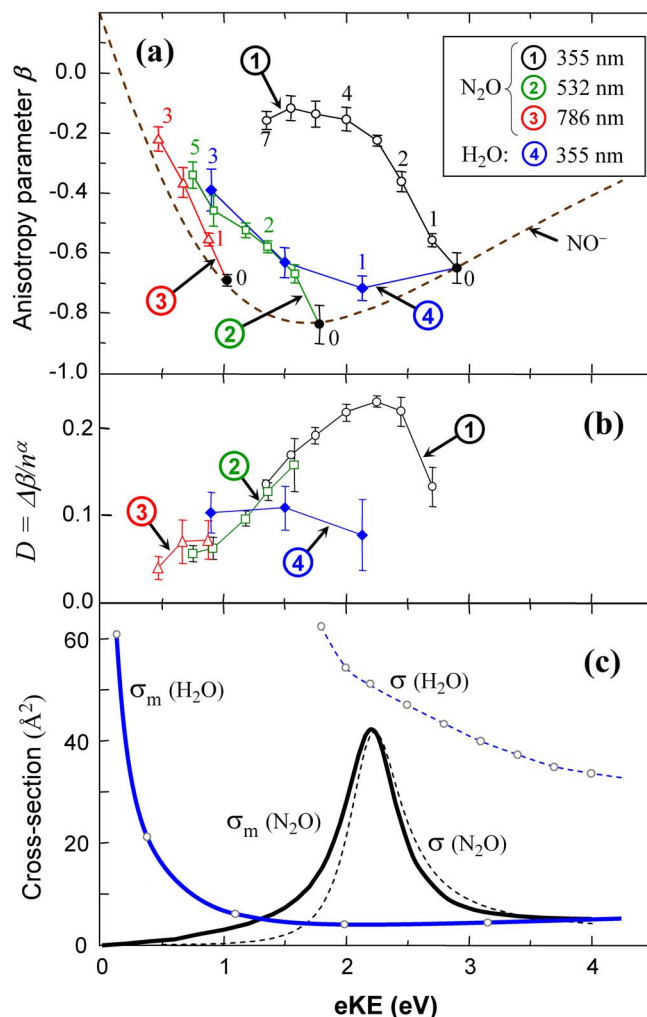 (a)
Anisotropy parameter β
0.0
-0.2
-0.4
-0.6
-0.8
-1.0
1
3
5
3
7
4
2
2
1
1
1
0
0
0
3
2
4
NO⁻
N₂O
1 355 nm
2 532 nm
3 786 nm
H₂O: 4 355 nm
(b)
D = Δβ/nᵅ
0.2
0.1
0.0
1
2
3
4
(c)
Cross-section (Å²)
60
40
20
0
σₘ (H₂O)
σ (H₂O)
σₘ (N₂O)
σ (N₂O)
0
1
2
3
4
eKE (eV)